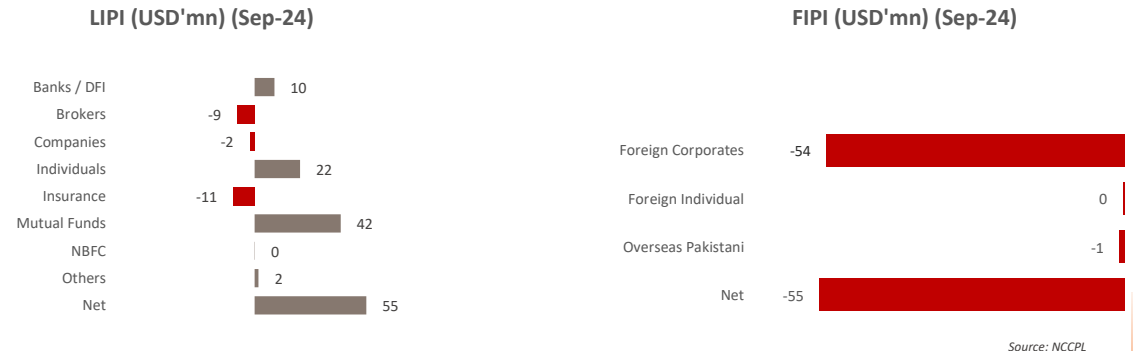 LIPI (USD'mn) (Sep-24)
Banks / DFI 10
Brokers -9
Companies -2
Individuals 22
Insurance -11
Mutual Funds 42
NBFC 0
Others 2
Net 55
FIPI (USD'mn) (Sep-24)
Foreign Corporates -54
Foreign Individual 0
Overseas Pakistani -1
Net -55
Source: NCCPL